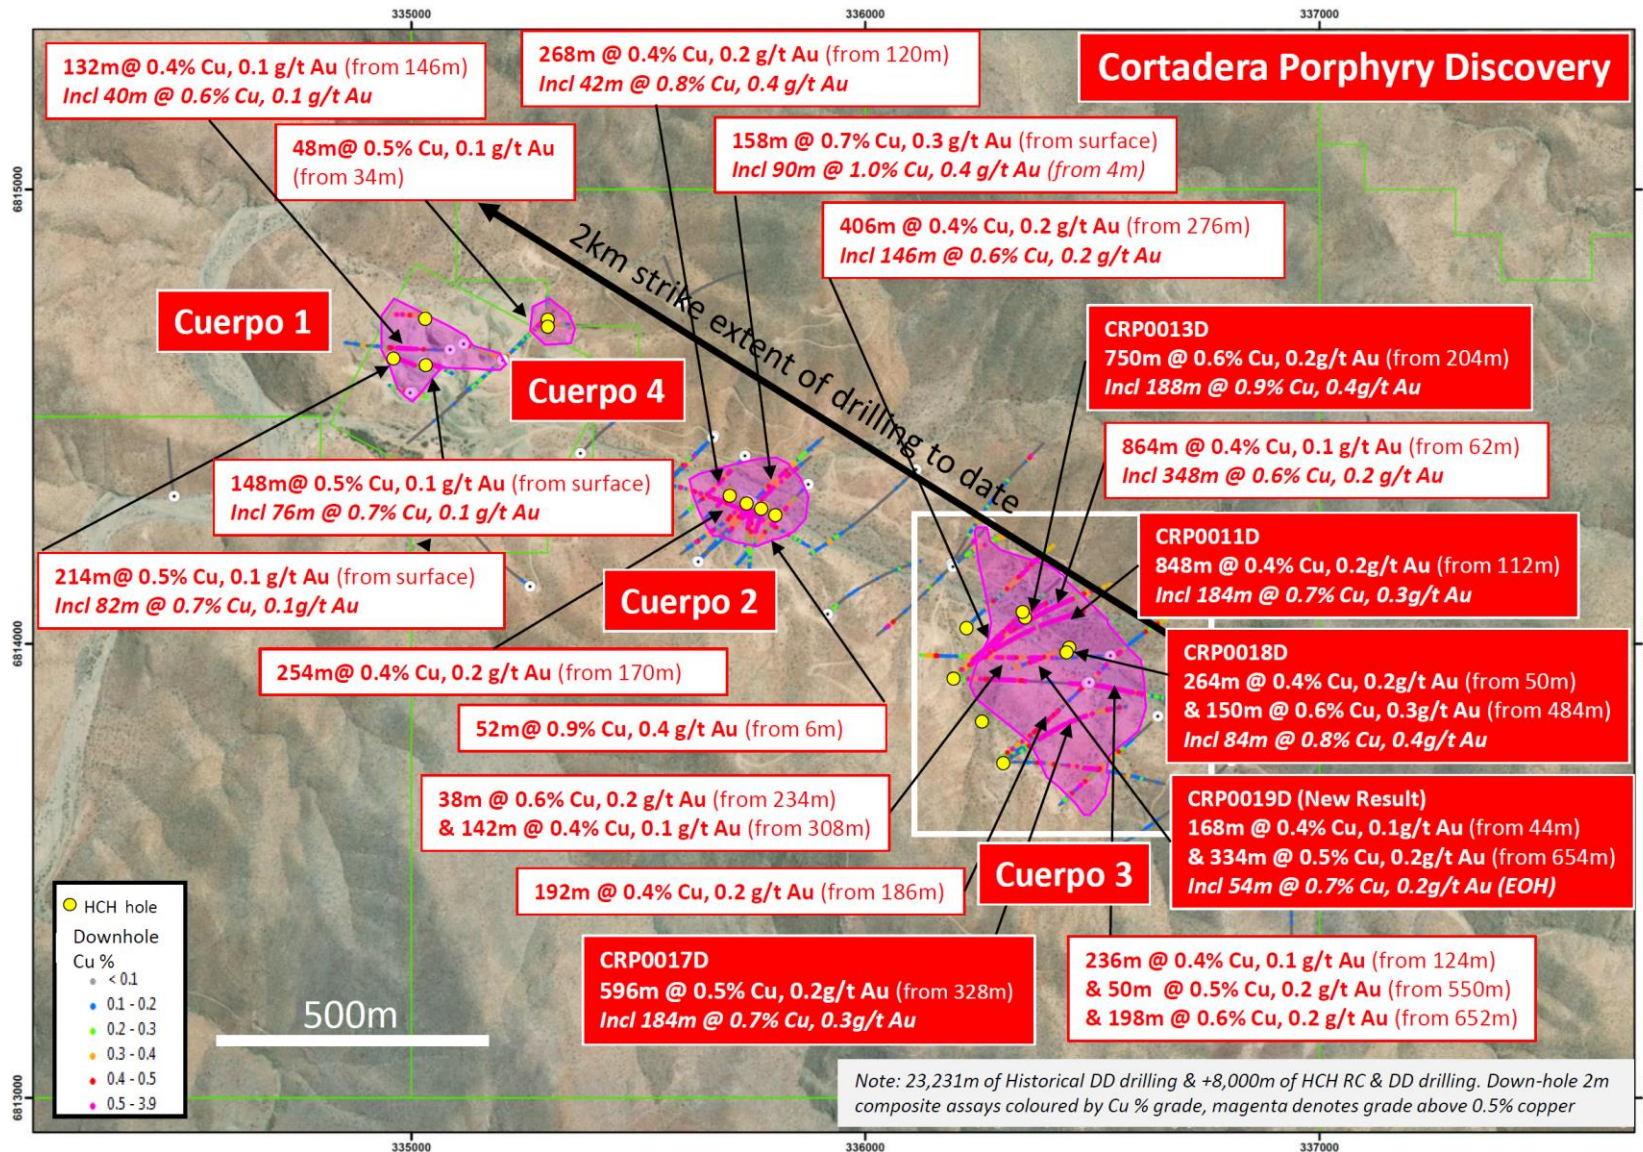 335000
336000
337000
Cortadera Porphyry Discovery
132m@ 0.4% Cu, 0.1 g/t Au (from 146m)
Incl 40m @ 0.6% Cu, 0.1 g/t Au
268m @ 0.4% Cu, 0.2 g/t Au (from 120m)
Incl 42m @ 0.8% Cu, 0.4 g/t Au
48m@ 0.5% Cu, 0.1 g/t Au
(from 34m)
158m @ 0.7% Cu, 0.3 g/t Au (from surface)
Incl 90m @ 1.0% Cu, 0.4 g/t Au (from 4m)
6815000
6815000
406m @ 0.4% Cu, 0.2 g/t Au (from 276m)
Incl 146m @ 0.6% Cu, 0.2 g/t Au
2km strike extent of drilling to date
Cuerpo 1
Cuerpo 4
CRP0013D
750m @ 0.6% Cu, 0.2g/t Au (from 204m)
Incl 188m @ 0.9% Cu, 0.4g/t Au
864m @ 0.4% Cu, 0.1 g/t Au (from 62m)
Incl 348m @ 0.6% Cu, 0.2 g/t Au
148m@ 0.5% Cu, 0.1 g/t Au (from surface)
Incl 76m @ 0.7% Cu, 0.1 g/t Au
CRP0011D
848m @ 0.4% Cu, 0.2g/t Au (from 112m)
Incl 184m @ 0.7% Cu, 0.3g/t Au
214m@ 0.5% Cu, 0.1 g/t Au (from surface)
Incl 82m @ 0.7% Cu, 0.1g/t Au
Cuerpo 2
6814000
6814000
254m@ 0.4% Cu, 0.2 g/t Au (from 170m)
CRP0018D
264m @ 0.4% Cu, 0.2g/t Au (from 50m)
& 150m @ 0.6% Cu, 0.3g/t Au (from 484m)
Incl 84m @ 0.8% Cu, 0.4g/t Au
52m@ 0.9% Cu, 0.4 g/t Au (from 6m)
38m @ 0.6% Cu, 0.2 g/t Au (from 234m)
& 142m @ 0.4% Cu, 0.1 g/t Au (from 308m)
CRP0019D (New Result)
168m @ 0.4% Cu, 0.1g/t Au (from 44m)
& 334m @ 0.5% Cu, 0.2g/t Au (from 654m)
Incl 54m @ 0.7% Cu, 0.2g/t Au (EOH)
192m @ 0.4% Cu, 0.2 g/t Au (from 186m)
Cuerpo 3
HCH hole
Downhole
Cu %
< 0.1
0.1 - 0.2
0.2 - 0.3
0.3 - 0.4
0.4 - 0.5
0.5 - 3.9
500m
CRP0017D
596m @ 0.5% Cu, 0.2g/t Au (from 328m)
Incl 184m @ 0.7% Cu, 0.3g/t Au
236m @ 0.4% Cu, 0.1 g/t Au (from 124m)
& 50m @ 0.5% Cu, 0.2 g/t Au (from 550m)
& 198m @ 0.6% Cu, 0.2 g/t Au (from 652m)
Note: 23,231m of Historical DD drilling & +8,000m of HCH RC & DD drilling. Down-hole 2m
composite assays coloured by Cu % grade, magenta denotes grade above 0.5% copper
6813000
6813000
335000
336000
337000